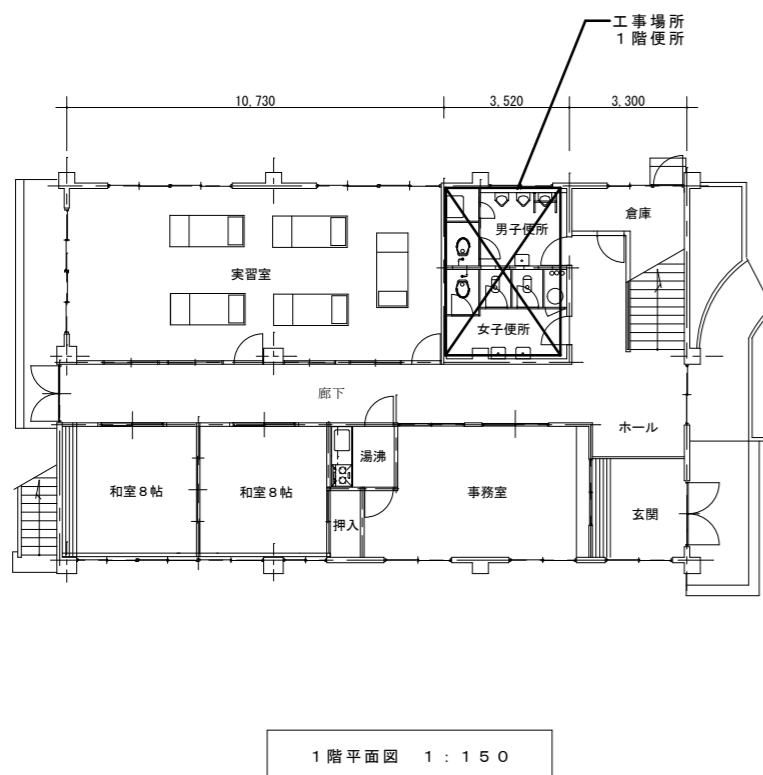 工事場所
１階便所
10,730
3,520
3,300
倉庫
男子便所
実習室
女子便所
廊下
ホール
湯沸
和室８帖
和室８帖
事務室
玄関
押入
１階平面図　１：１５０